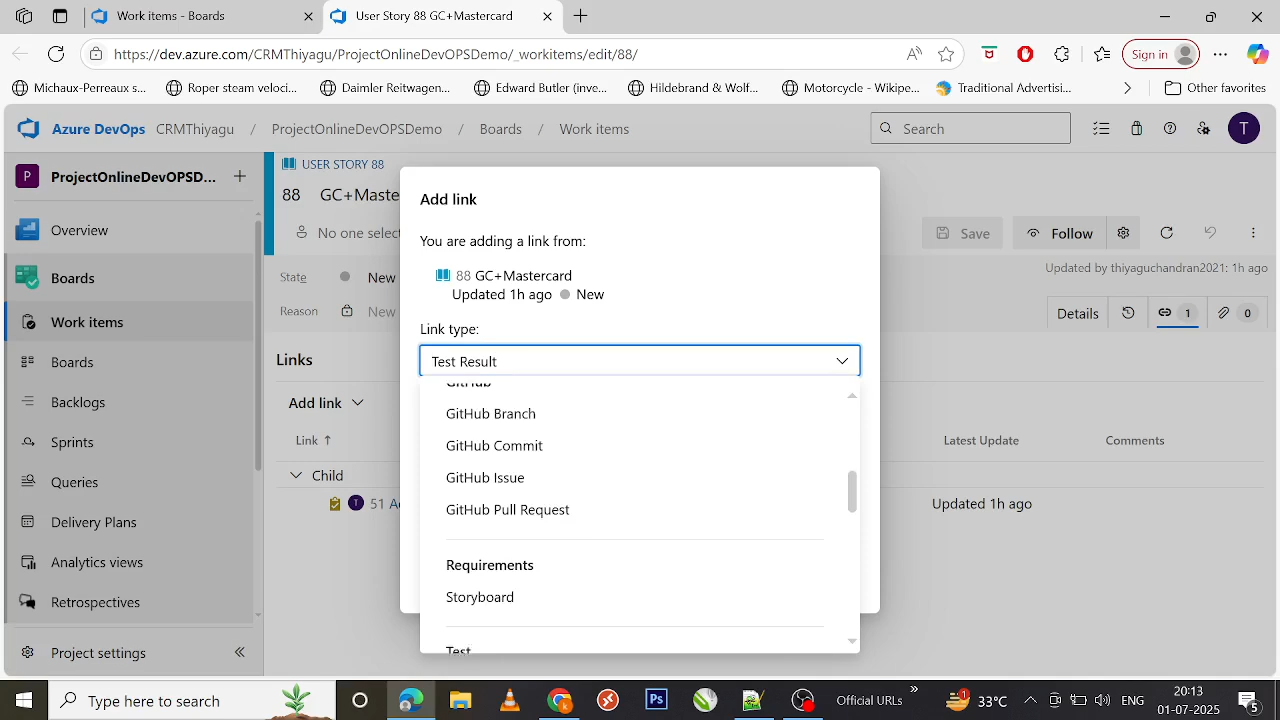 Work items - Boards
User Story 88 GC+Mastercard
https://dev.azure.com/CRMThiyagu/ProjectOnlineDevOPSDemo/_workitems/edit/88/
Sign in
Michaux-Perreaux s...
Roper steam veloci...
Daimler Reitwagen...
Edward Butler (inve...
Hildebrand & Wolf...
Motorcycle - Wikipe...
Traditional Advertisi...
Other favorites
Azure DevOps CRMThiyagu / ProjectOnlineDevOPSDemo / Boards / Work items
Search
T
P ProjectOnlineDevOPSD...
Overview
Boards
Work items
Boards
Backlogs
Sprints
Queries
Delivery Plans
Analytics views
Retrospectives
Project settings
USER STORY 88
88 GC+Maste
No one select
Save
Follow
State New
Updated by thiyaguchandran2021: 1h ago
Reason New
Details
1
0
Links
Add link
Link ↑
Latest Update
Comments
Child
T 51 Ac
Updated 1h ago
Add link
You are adding a link from:
88 GC+Mastercard
Updated 1h ago New
Link type:
Test Result
GitHub
GitHub Branch
GitHub Commit
GitHub Issue
GitHub Pull Request
Requirements
Storyboard
Test
Type here to search
Official URLs
1
33°C
ENG
20:13
01-07-2025
5